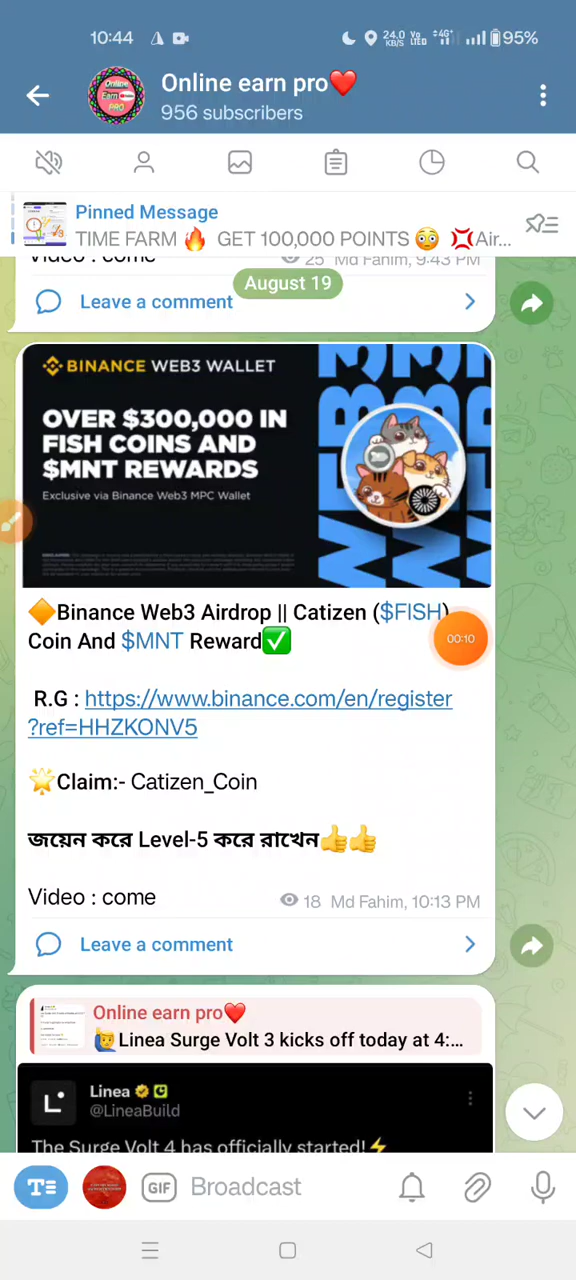 10:44
24.0 KB/S
Vo LTE
4G+
95%
Online earn pro❤️
956 subscribers
Pinned Message
TIME FARM 🔥 GET 100,000 POINTS 😳 💢Air...
Video : come
25 Md Fahim, 9:43 PM
August 19
Leave a comment
BINANCE WEB3 WALLET
OVER $300,000 IN
FISH COINS AND
$MNT REWARDS
Exclusive via Binance Web3 MPC Wallet
WEB3
🔶Binance Web3 Airdrop || Catizen ($FISH)
Coin And $MNT Reward✅
00:10
R.G : https://www.binance.com/en/register
?ref=HHZKONV5
🌟Claim:- Catizen_Coin
জয়েন করে Level-5 করে রাখেন👍👍
Video : come
18 Md Fahim, 10:13 PM
Leave a comment
Online earn pro❤️
🙋‍♂️Linea Surge Volt 3 kicks off today at 4:...
Linea
@LineaBuild
The Surge Volt 4 has officially started!⚡
GIF Broadcast